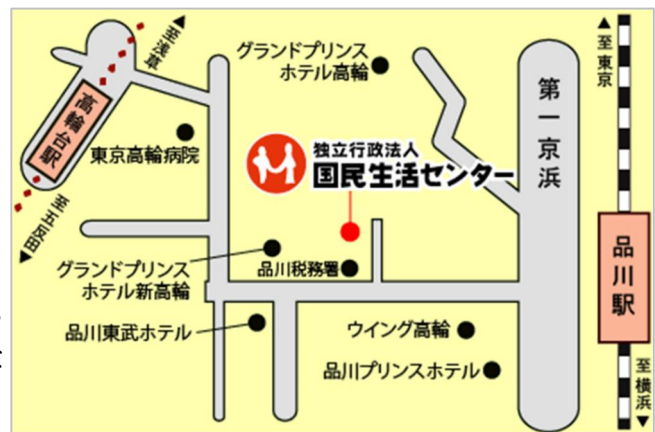 至浅草
高輪台駅
至五反田
グランドプリンス
ホテル高輪
東京高輪病院
独立行政法人
国民生活センター
第一京浜
至東京
品川駅
至横浜
グランドプリンス
ホテル新高輪
品川税務署
品川東武ホテル
ウイング高輪
品川プリンスホテル